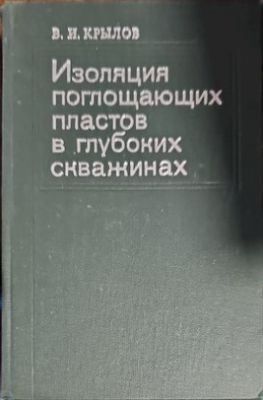 В. И. КРЫЛОВ
Изоляция
поглощающих
пластов
в глубоких
скважинах